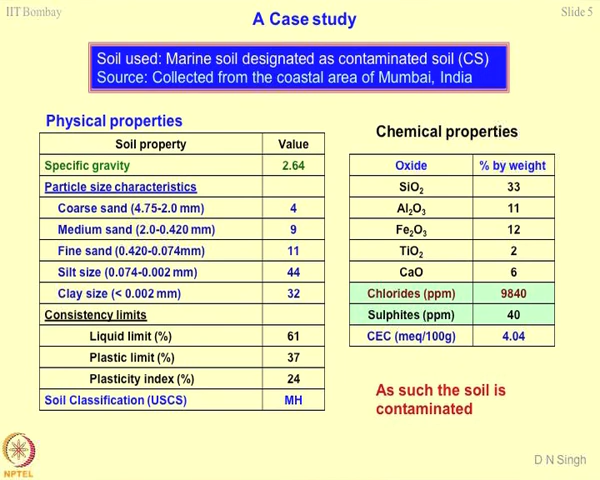 IIT Bombay
A Case study
Slide 5
Soil used: Marine soil designated as contaminated soil (CS)
Source: Collected from the coastal area of Mumbai, India
Physical properties
Soil property Value
Specific gravity 2.64
Particle size characteristics
Coarse sand (4.75-2.0 mm) 4
Medium sand (2.0-0.420 mm) 9
Fine sand (0.420-0.074mm) 11
Silt size (0.074-0.002 mm) 44
Clay size (< 0.002 mm) 32
Consistency limits
Liquid limit (%) 61
Plastic limit (%) 37
Plasticity index (%) 24
Soil Classification (USCS) MH
Chemical properties
Oxide % by weight
SiO₂ 33
Al₂O₃ 11
Fe₂O₃ 12
TiO₂ 2
CaO 6
Chlorides (ppm) 9840
Sulphites (ppm) 40
CEC (meq/100g) 4.04
As such the soil is
contaminated
NPTEL
D N Singh